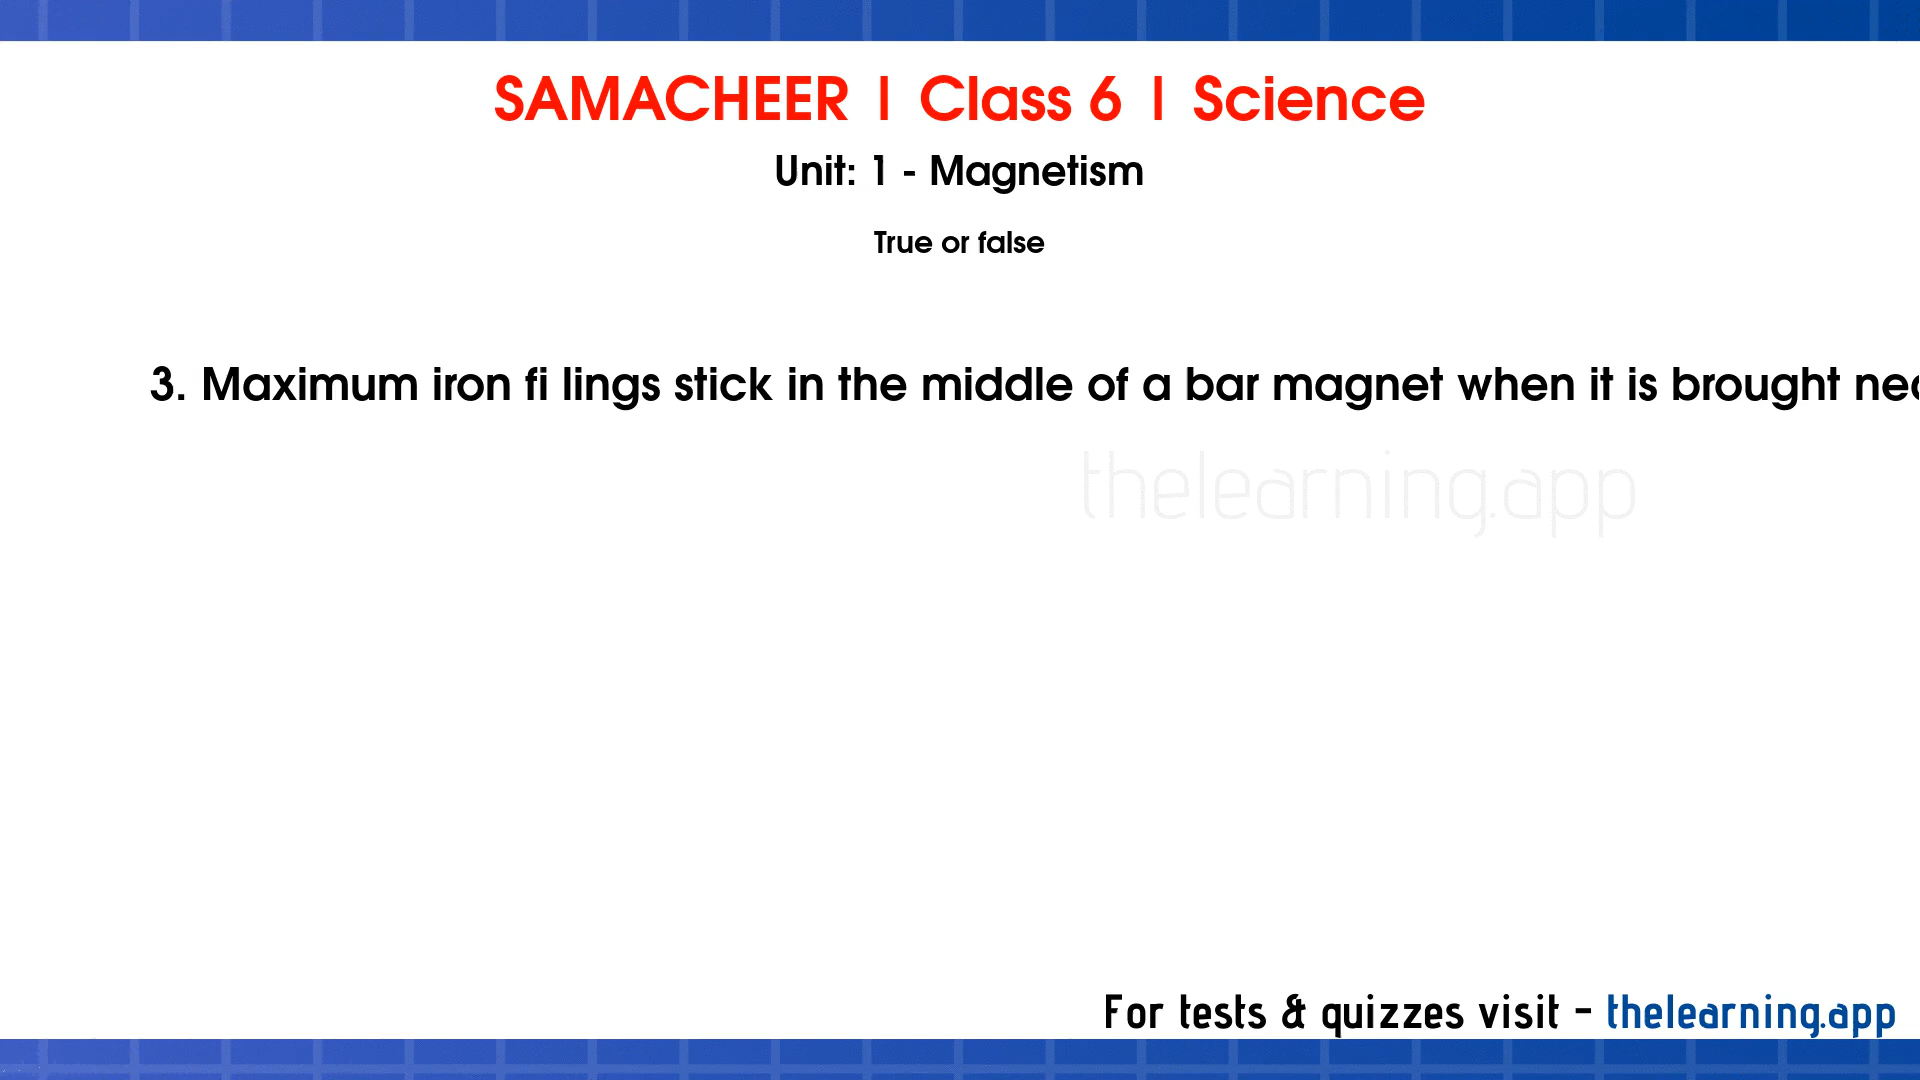 SAMACHEER | Class 6 | Science
Unit: 1 - Magnetism
True or false
3. Maximum iron fi lings stick in the middle of a bar magnet when it is brought
thelearning.app
For tests & quizzes visit - thelearning.app